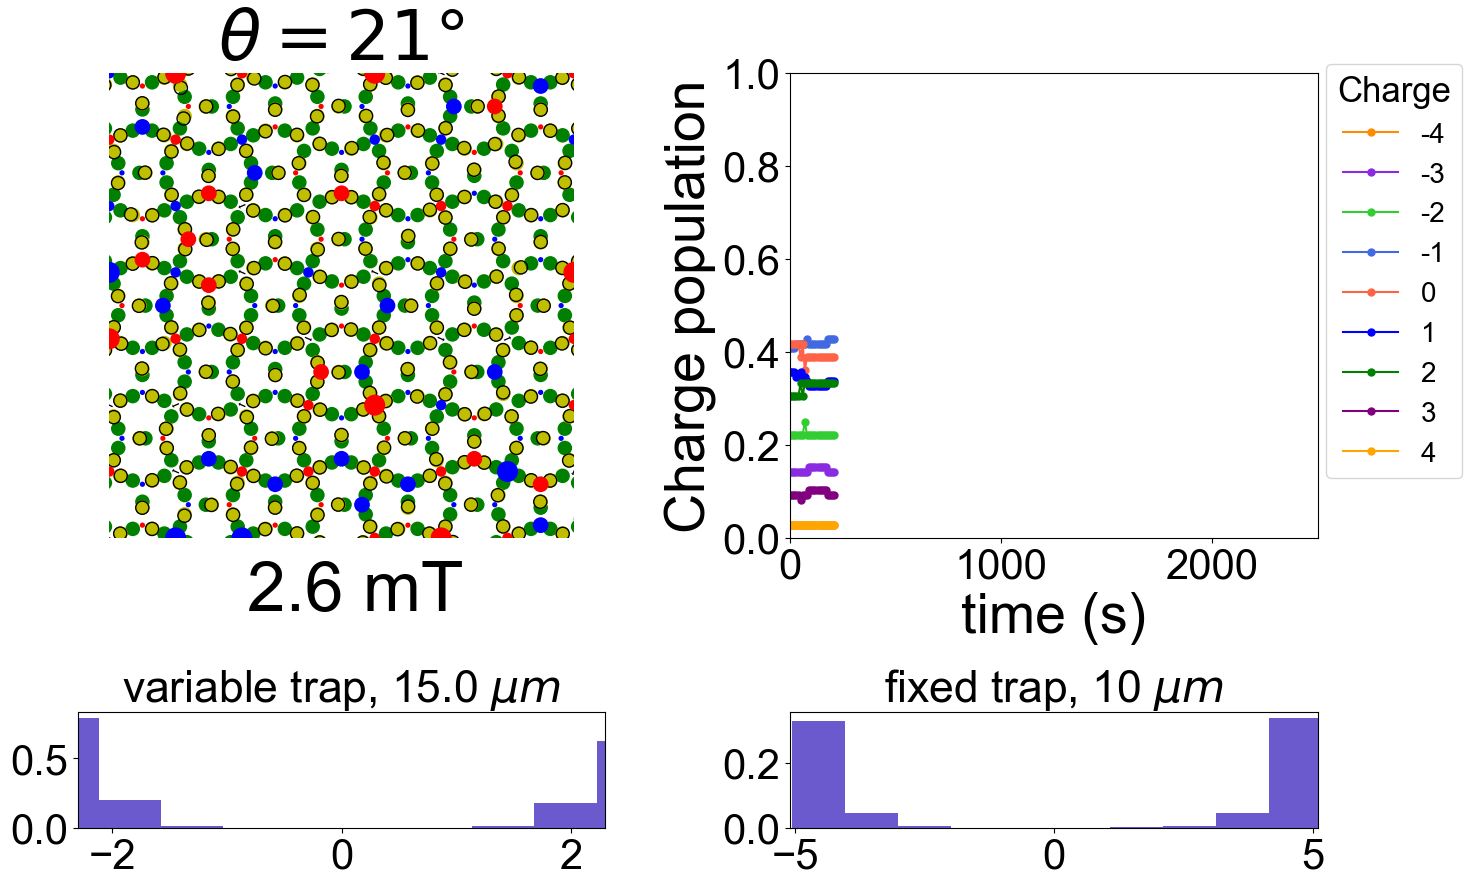 θ = 21°
2.6 mT
Charge population
1.0
0.8
0.6
0.4
0.2
0.0
0 1000 2000
time (s)
Charge
-4
-3
-2
-1
0
1
2
3
4
variable trap, 15.0 μm
0.5
0.0
−2 0 2
fixed trap, 10 μm
0.2
0.0
−5 0 5